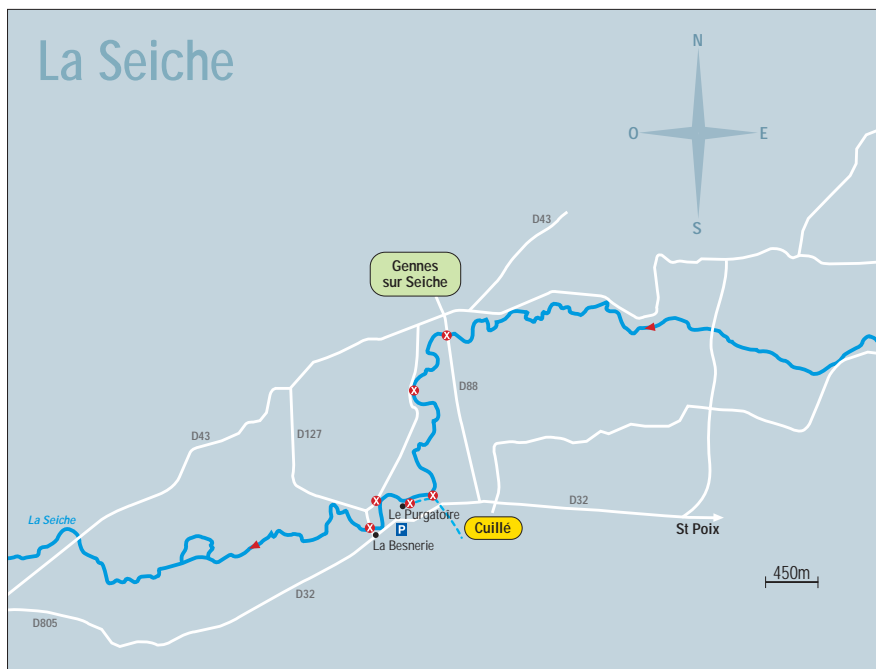 La Seiche
N
O
E
S
D43
Gennes
sur Seiche
D88
D43
D127
La Seiche
Le Purgatoire
P
Cuillé
D32
St Poix
La Besnerie
450m
D32
D805
X
X
X
X
X
X